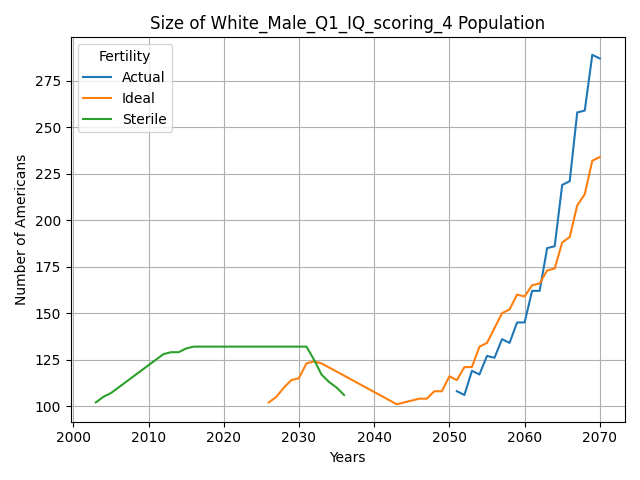 Size of White_Male_Q1_IQ_scoring_4 Population
Fertility
Actual
Ideal
Sterile
Number of Americans
275
250
225
200
175
150
125
100
2000 2010 2020 2030 2040 2050 2060 2070
Years